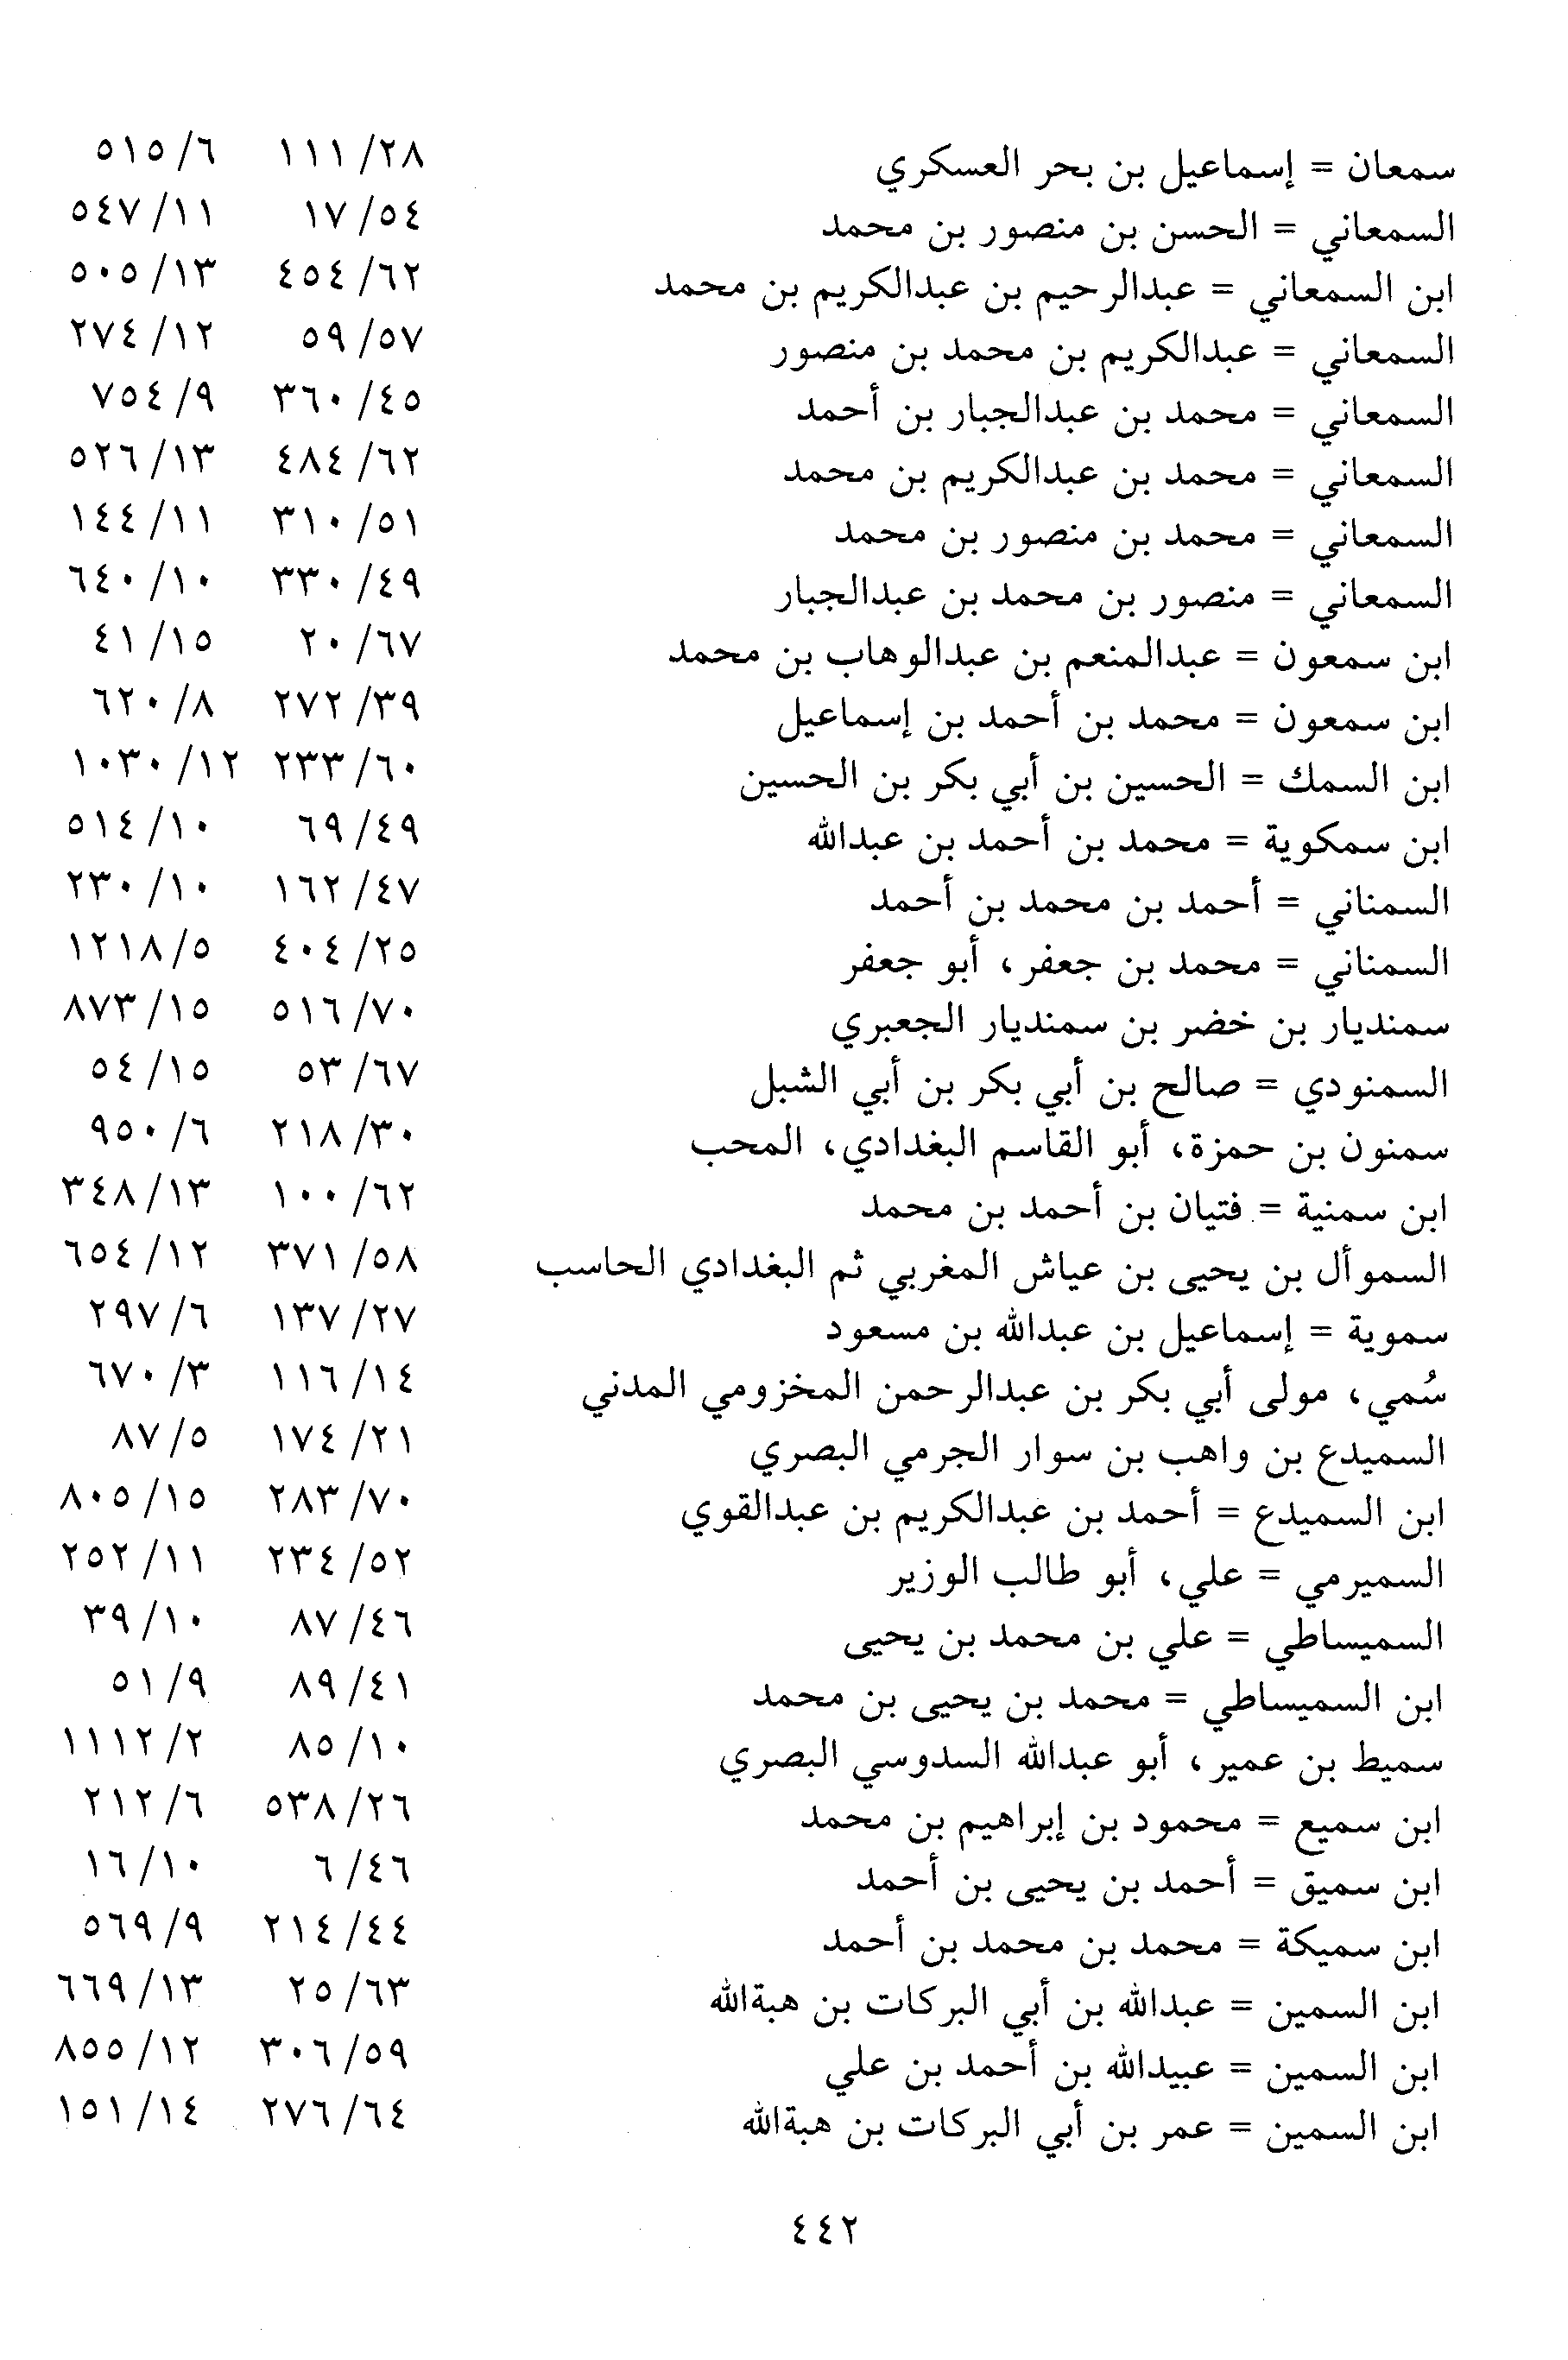 سمعان = إسماعيل بن بحر العسكري ٢٨/ ١١١ ٦/ ٥١٥
السمعاني = الحسن بن منصور بن محمد ٥٤/ ١٧ ١١/ ٥٤٧
ابن السمعاني = عبدالرحيم بن عبدالكريم بن محمد ٦٢/ ٤٥٤ ١٣/ ٥٠٥
السمعاني = عبدالكريم بن محمد بن منصور ٥٧/ ٥٩ ١٢/ ٢٧٤
السمعاني = محمد بن عبدالجبار بن أحمد ٤٥/ ٣٦٠ ٩/ ٧٥٤
السمعاني = محمد بن عبدالكريم بن محمد ٦٢/ ٤٨٤ ١٣/ ٥٢٦
السمعاني = محمد بن منصور بن محمد ٥١/ ٣١٠ ١١/ ١٤٤
السمعاني = منصور بن محمد بن عبدالجبار ٤٩/ ٣٣٠ ١٠/ ٦٤٠
ابن سمعون = عبدالمنعم بن عبدالوهاب بن محمد ٦٧/ ٢٠ ١٥/ ٤١
ابن سمعون = محمد بن أحمد بن إسماعيل ٣٩/ ٢٧٢ ٨/ ٦٢٠
ابن السمك = الحسين بن أبي بكر بن الحسين ٦٠/ ٢٣٣ ١٢/ ١٠٣٠
ابن سمكوية = محمد بن أحمد بن عبدالله ٤٩/ ٦٩ ١٠/ ٥١٤
السمناني = أحمد بن محمد بن أحمد ٤٧/ ١٦٢ ١٠/ ٢٣٠
السمناني = محمد بن جعفر، أبو جعفر ٢٥/ ٤٠٤ ٥/ ١٢١٨
سمنديار بن خضر بن سمنديار الجعبري ٧٠/ ٥١٦ ١٥/ ٨٧٣
السمنودي = صالح بن أبي بكر بن أبي الشبل ٦٧/ ٥٣ ١٥/ ٥٤
سمنون بن حمزة، أبو القاسم البغدادي، المحب ٣٠/ ٢١٨ ٦/ ٩٥٠
ابن سمنية = فتيان بن أحمد بن محمد ٦٢/ ١٠٠ ١٣/ ٣٤٨
السموأل بن يحيى بن عياش المغربي ثم البغدادي الحاسب ٥٨/ ٣٧١ ١٢/ ٦٥٤
سموية = إسماعيل بن عبدالله بن مسعود ٢٧/ ١٣٧ ٦/ ٢٩٧
سُمي، مولى أبي بكر بن عبدالرحمن المخزومي المدني ١٤/ ١١٦ ٣/ ٦٧٠
السميدع بن واهب بن سوار الجرمي البصري ٢١/ ١٧٤ ٥/ ٨٧
ابن السميدع = أحمد بن عبدالكريم بن عبدالقوي ٧٠/ ٢٨٣ ١٥/ ٨٠٥
السميرمي = علي، أبو طالب الوزير ٥٢/ ٢٣٤ ١١/ ٢٥٢
السميساطي = علي بن محمد بن يحيى ٤٦/ ٨٧ ١٠/ ٣٩
ابن السميساطي = محمد بن يحيى بن محمد ٤١/ ٨٩ ٩/ ٥١
سميط بن عمير، أبو عبدالله السدوسي البصري ١٠/ ٨٥ ٢/ ١١١٢
ابن سميع = محمود بن إبراهيم بن محمد ٢٦/ ٥٣٨ ٦/ ٢١٢
ابن سميق = أحمد بن يحيى بن أحمد ٤٦/ ٦ ١٠/ ١٦
ابن سميكة = محمد بن محمد بن أحمد ٤٤/ ٢١٤ ٩/ ٥٦٩
ابن السمين = عبدالله بن أبي البركات بن هبةالله ٦٣/ ٢٥ ١٣/ ٦٦٩
ابن السمين = عبيدالله بن أحمد بن علي ٥٩/ ٣٠٦ ١٢/ ٨٥٥
ابن السمين = عمر بن أبي البركات بن هبةالله ٦٤/ ٢٧٦ ١٤/ ١٥١
٤٤٢